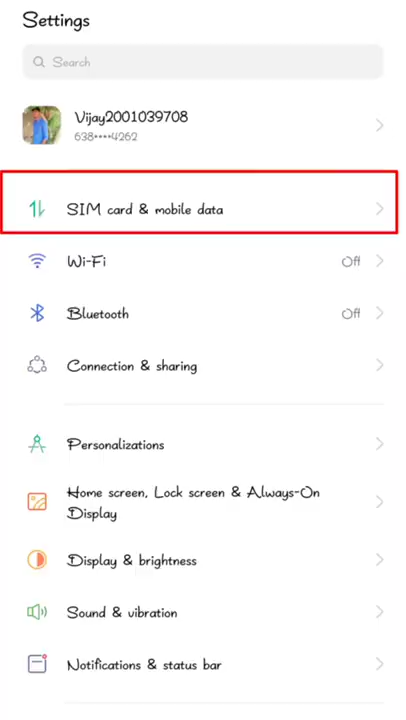 Settings
Search
Vijay2001039708
638****4262
SIM card & mobile data
Wi-Fi Off
Bluetooth Off
Connection & sharing
Personalizations
Home screen, Lock screen & Always-On
Display
Display & brightness
Sound & vibration
Notifications & status bar